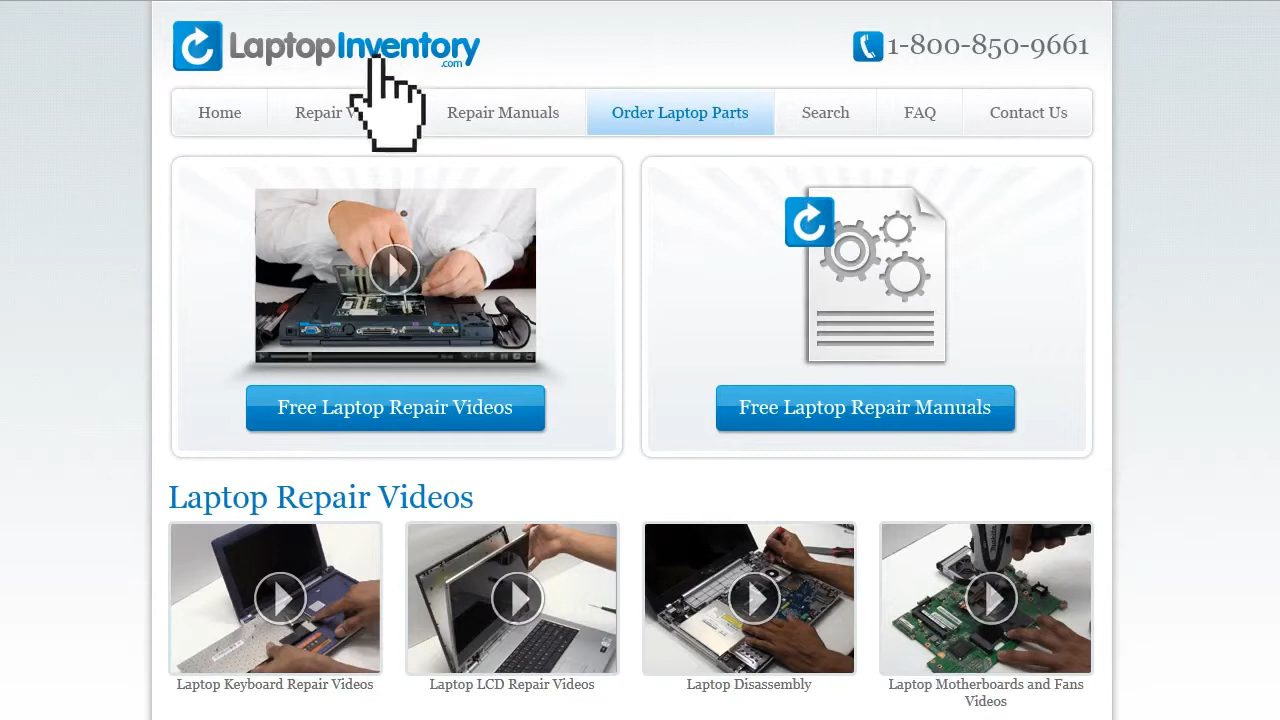 LaptopInventory
.com
1-800-850-9661
Home
Repair V
Repair Manuals
Order Laptop Parts
Search
FAQ
Contact Us
Free Laptop Repair Videos
Free Laptop Repair Manuals
Laptop Repair Videos
Laptop Keyboard Repair Videos
Laptop LCD Repair Videos
Laptop Disassembly
Laptop Motherboards and Fans
Videos